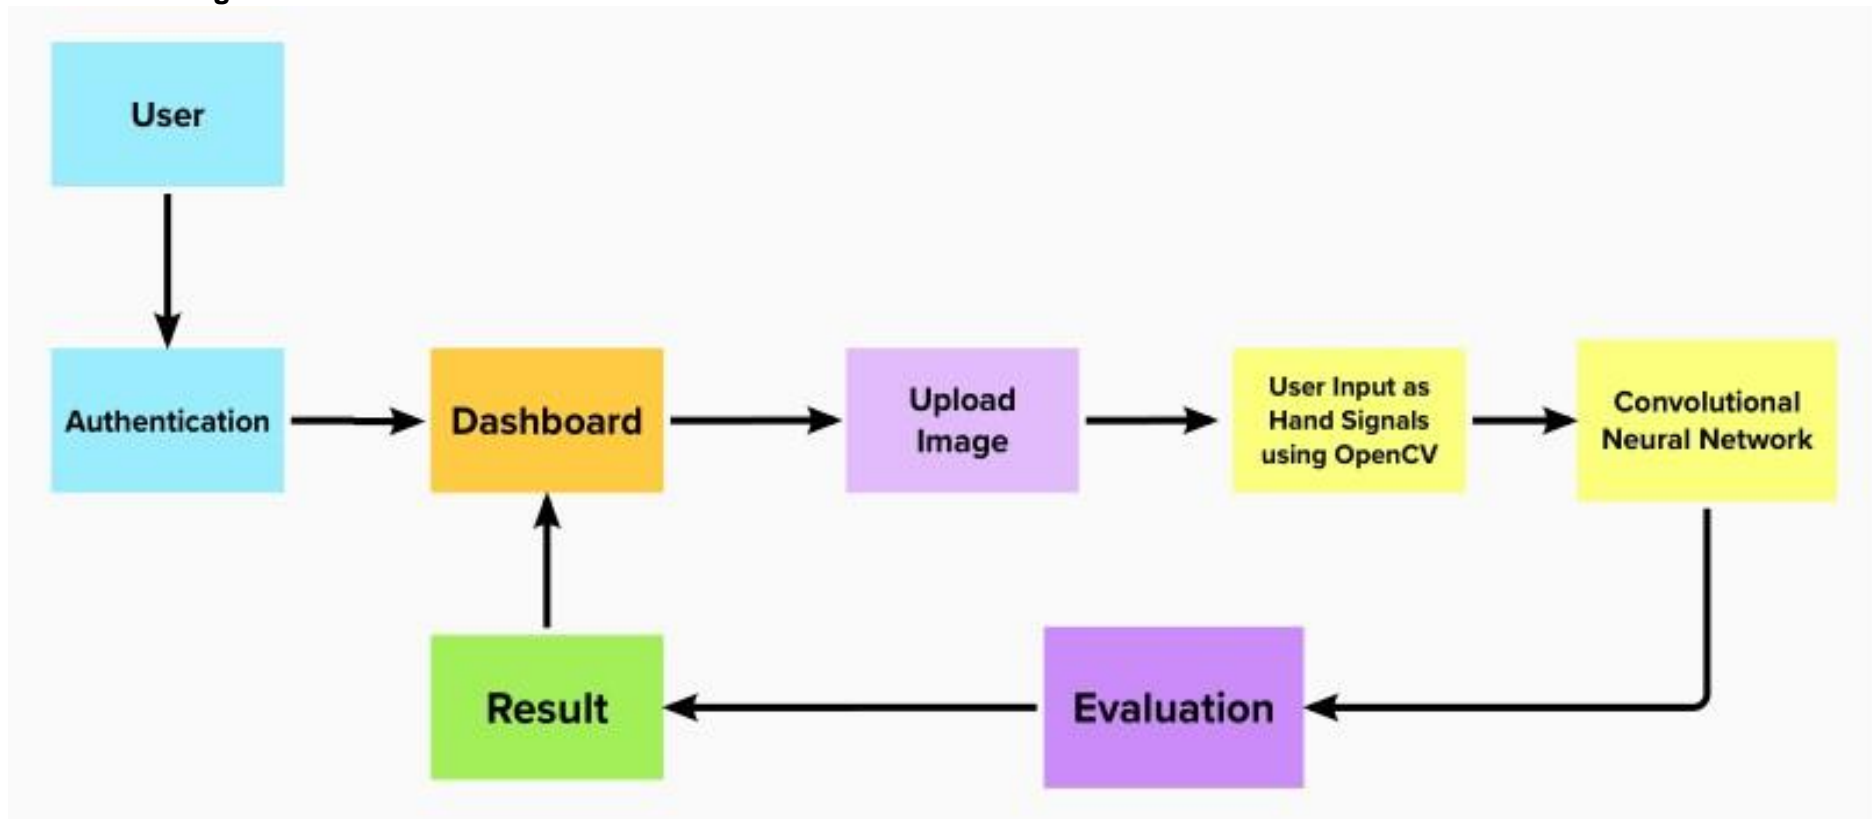 User
Authentication
Dashboard
Upload
Image
User Input as
Hand Signals
using OpenCV
Convolutional
Neural Network
Result
Evaluation